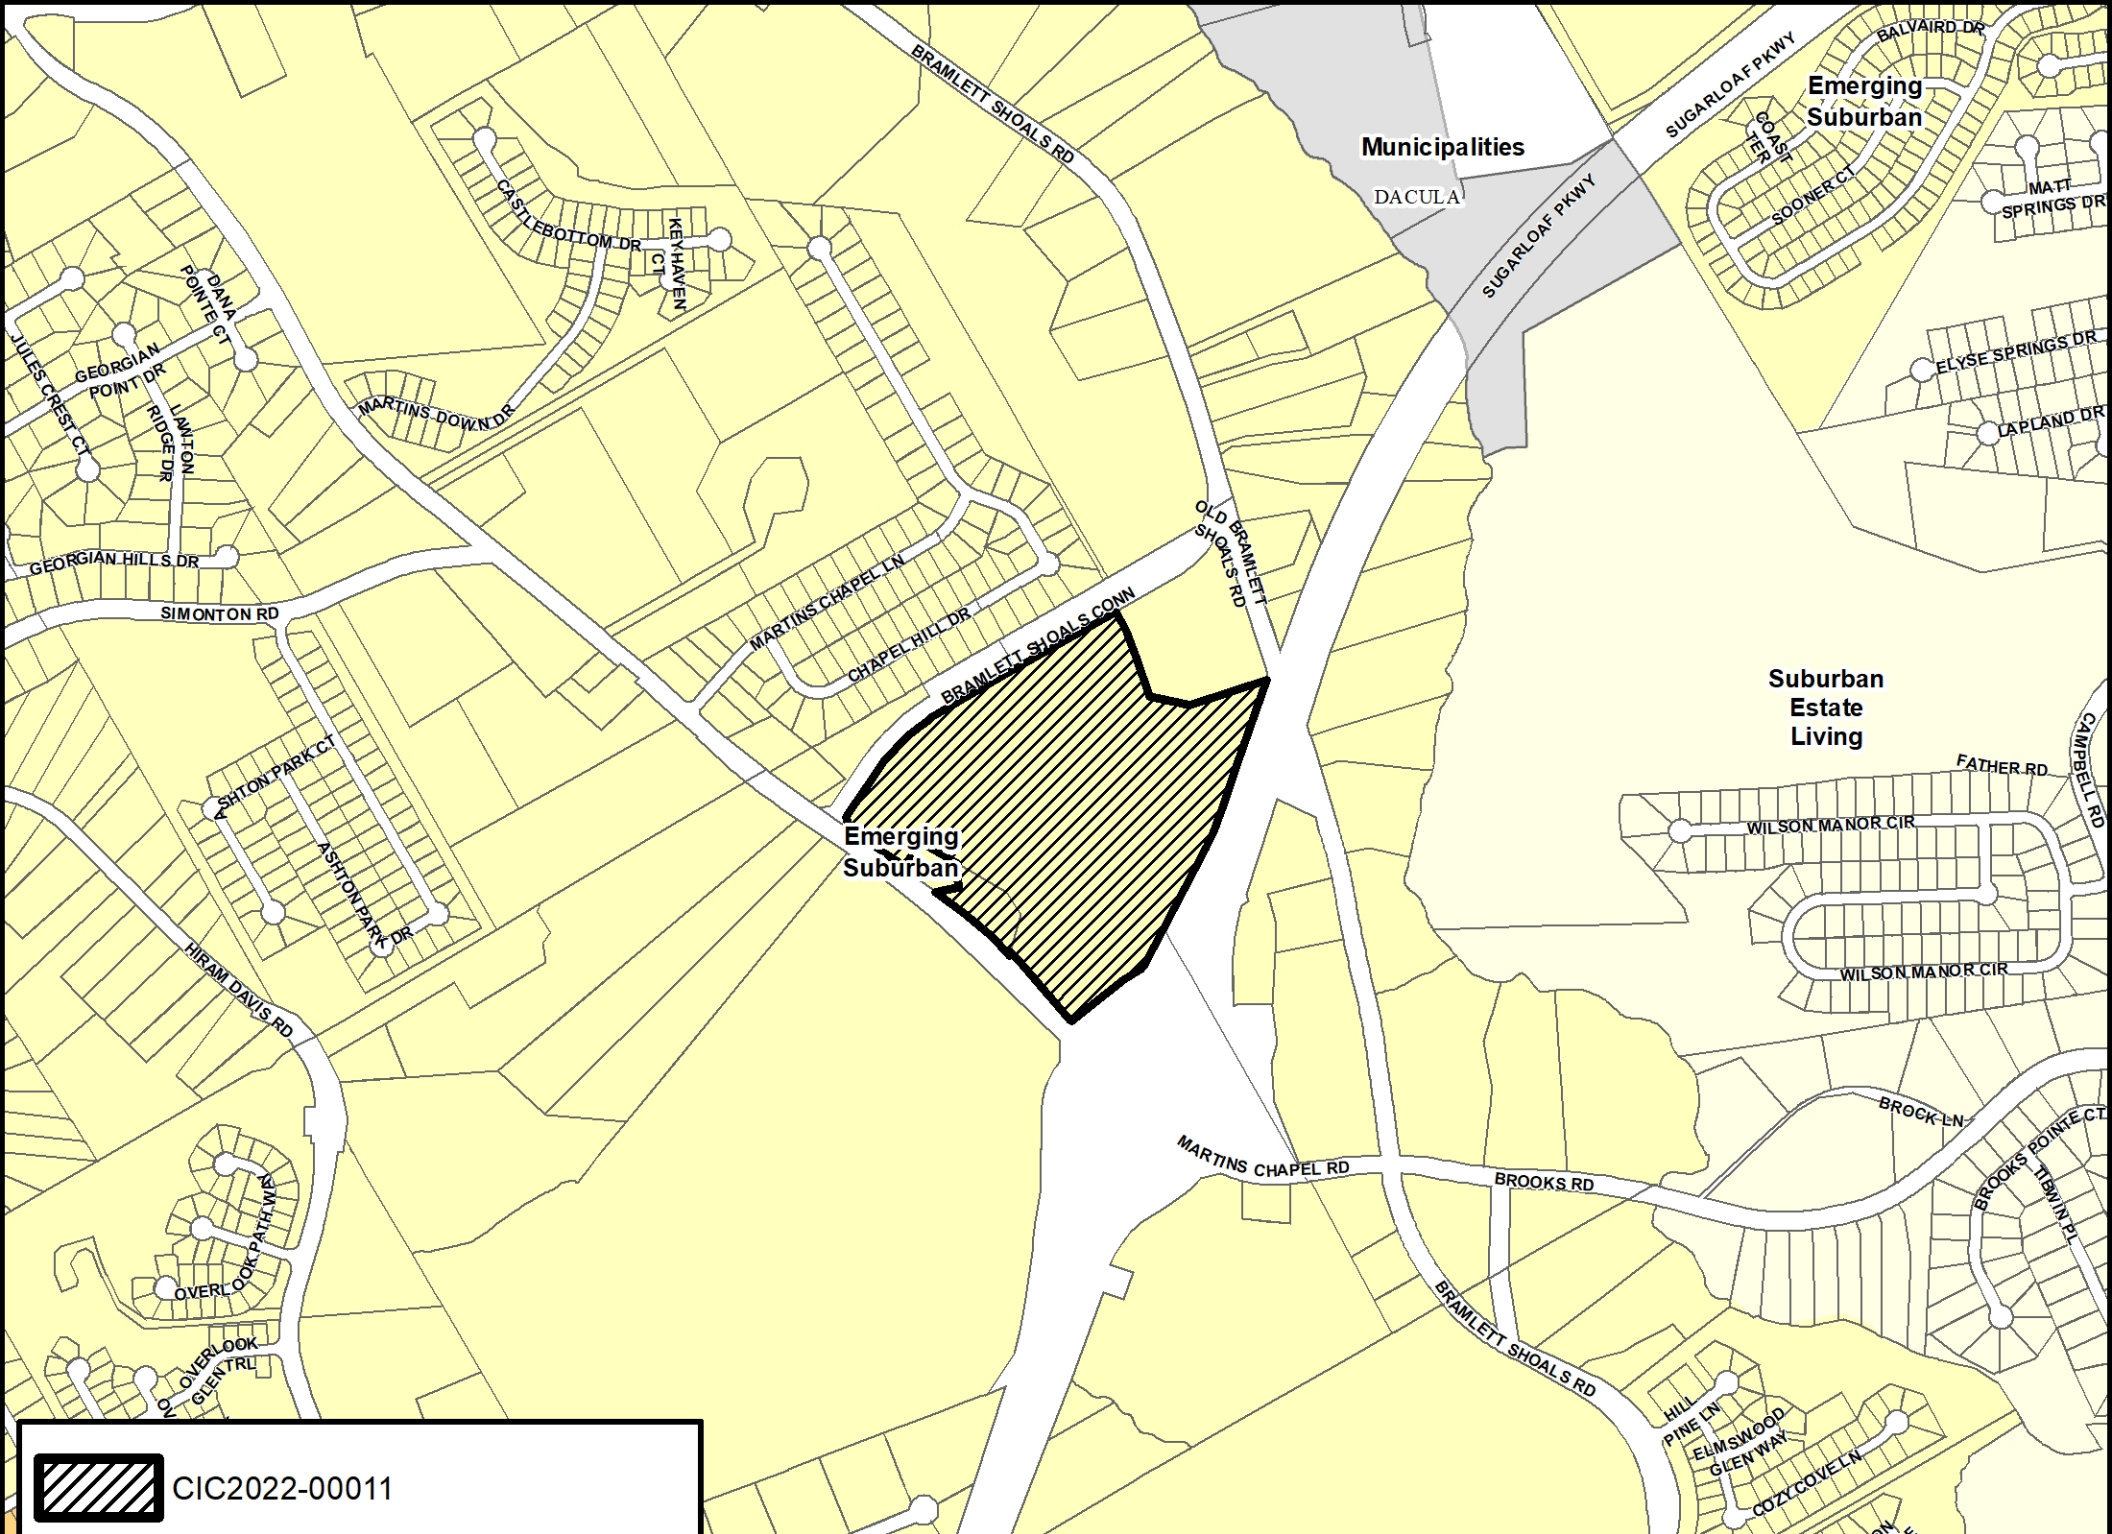 BRAMLETT SHOALS RD
SUGARLOAF PKWY
BALVAIRD DR
Emerging
Suburban
COAST
TER
SOONER CT
MATT
SPRINGS DR
Municipalities
DACULA
SUGARLOAF PKWY
CASTLEBOTTOM DR
KEYHAVEN
CT
DANA
POINTE CT
GEORGIAN
POINT DR
JULES CREST CT
LAWTON
RIDGE DR
MARTINS DOWN DR
ELYSE SPRINGS DR
LAPLAND DR
OLD BRAMLETT
SHOALS RD
GEORGIAN HILLS DR
SIMONTON RD
MARTINS CHAPEL LN
CHAPEL HILL DR
BRAMLETT SHOALS CONN
Suburban
Estate
Living
CAMPBELL RD
FATHER RD
WILSON MANOR CIR
WILSON MANOR CIR
ASHTON PARK CT
ASHTON PARK DR
Emerging
Suburban
HIRAM DAVIS RD
MARTINS CHAPEL RD
BROOKS RD
BROCK LN
BROOKS POINTE CT
TIBWIN PL
OVERLOOK PATH WAY
OVERLOOK
GLEN TRL
OV
BRAMLETT SHOALS RD
HILL
PINE LN
ELMSWOOD
GLEN WAY
COZY COVE LN
CIC2022-00011